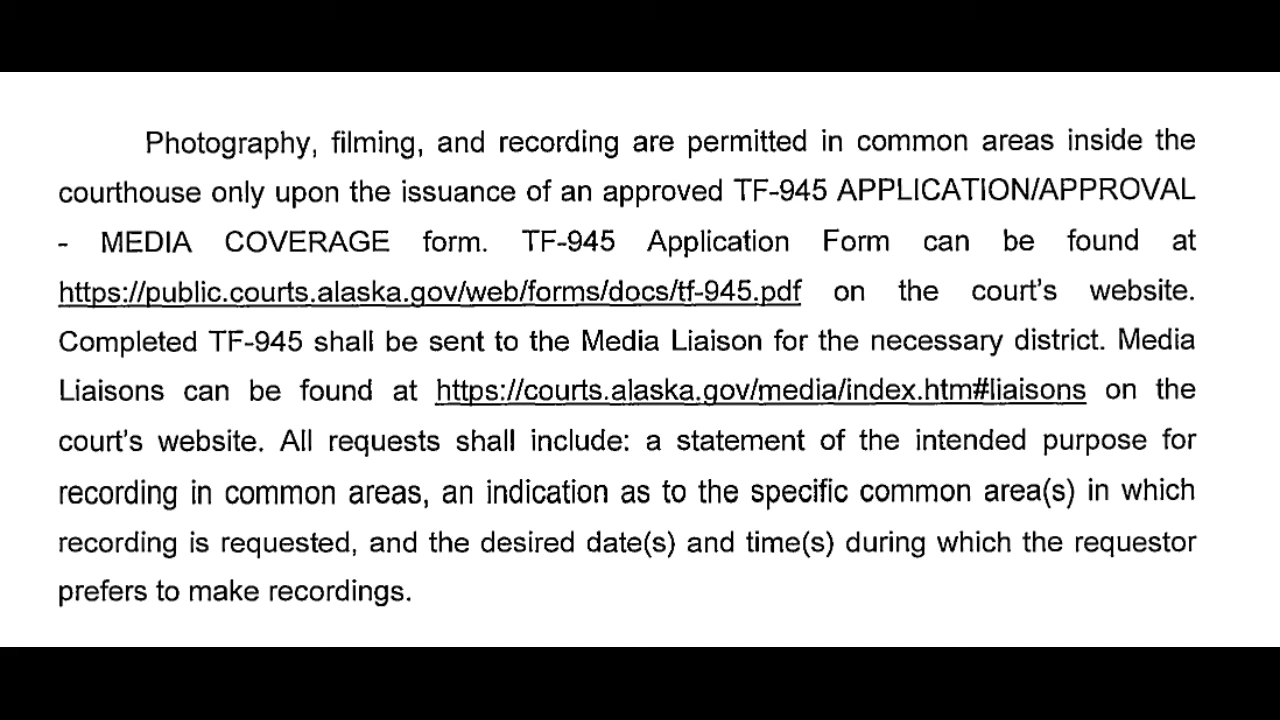 Photography, filming, and recording are permitted in common areas inside the
courthouse only upon the issuance of an approved TF-945 APPLICATION/APPROVAL
- MEDIA COVERAGE form. TF-945 Application Form can be found at
https://public.courts.alaska.gov/web/forms/docs/tf-945.pdf on the court's website.
Completed TF-945 shall be sent to the Media Liaison for the necessary district. Media
Liaisons can be found at https://courts.alaska.gov/media/index.htm#liaisons on the
court's website. All requests shall include: a statement of the intended purpose for
recording in common areas, an indication as to the specific common area(s) in which
recording is requested, and the desired date(s) and time(s) during which the requestor
prefers to make recordings.